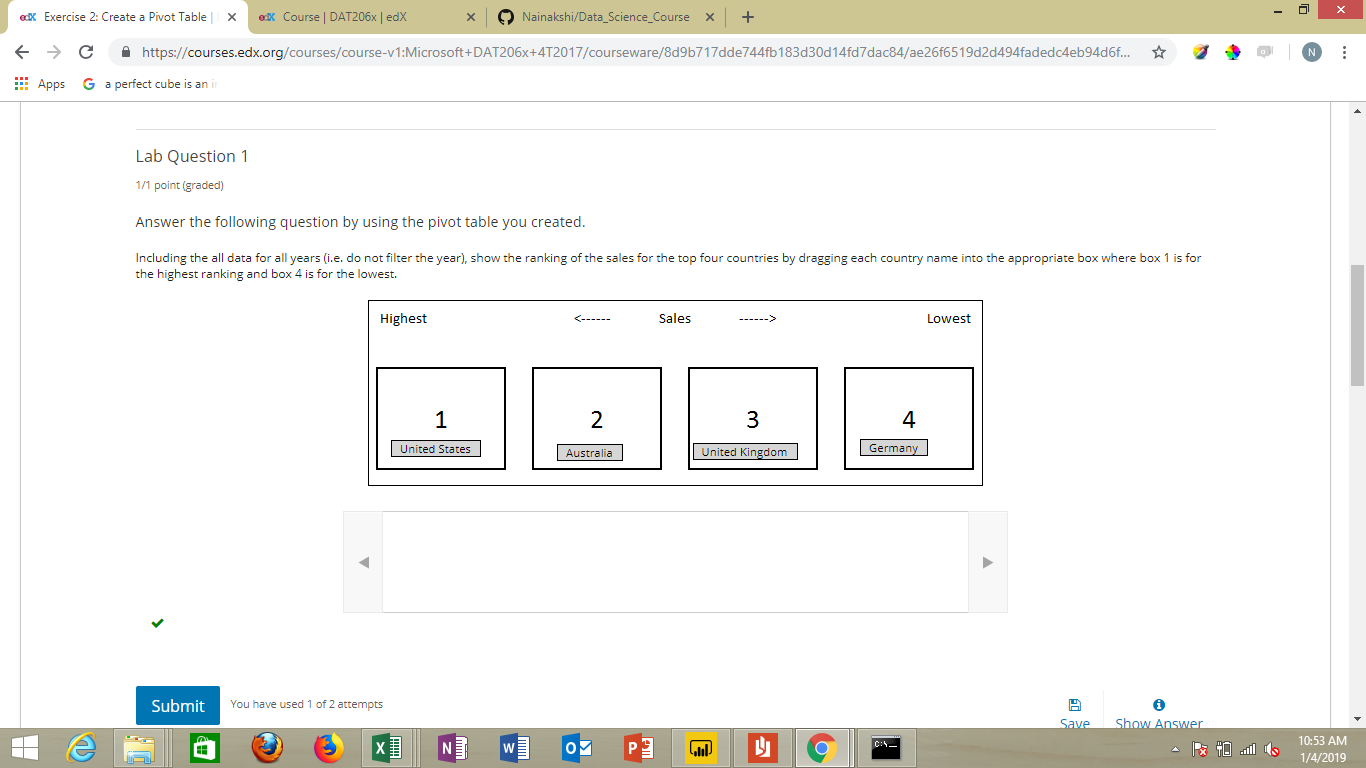 edX Exercise 2: Create a Pivot Table |
edX Course | DAT206x | edX
Nainakshi/Data_Science_Course
https://courses.edx.org/courses/course-v1:Microsoft+DAT206x+4T2017/courseware/8d9b717dde744fb183d30d14fd7dac84/ae26f6519d2d494fadedc4eb94d6f...
N
Apps
G a perfect cube is an i
Lab Question 1
1/1 point (graded)
Answer the following question by using the pivot table you created.
Including the all data for all years (i.e. do not filter the year), show the ranking of the sales for the top four countries by dragging each country name into the appropriate box where box 1 is for
the highest ranking and box 4 is for the lowest.
Highest <------ Sales ------> Lowest
1 2 3 4
United States Australia United Kingdom Germany
Submit You have used 1 of 2 attempts
Save Show Answer
10:53 AM
1/4/2019